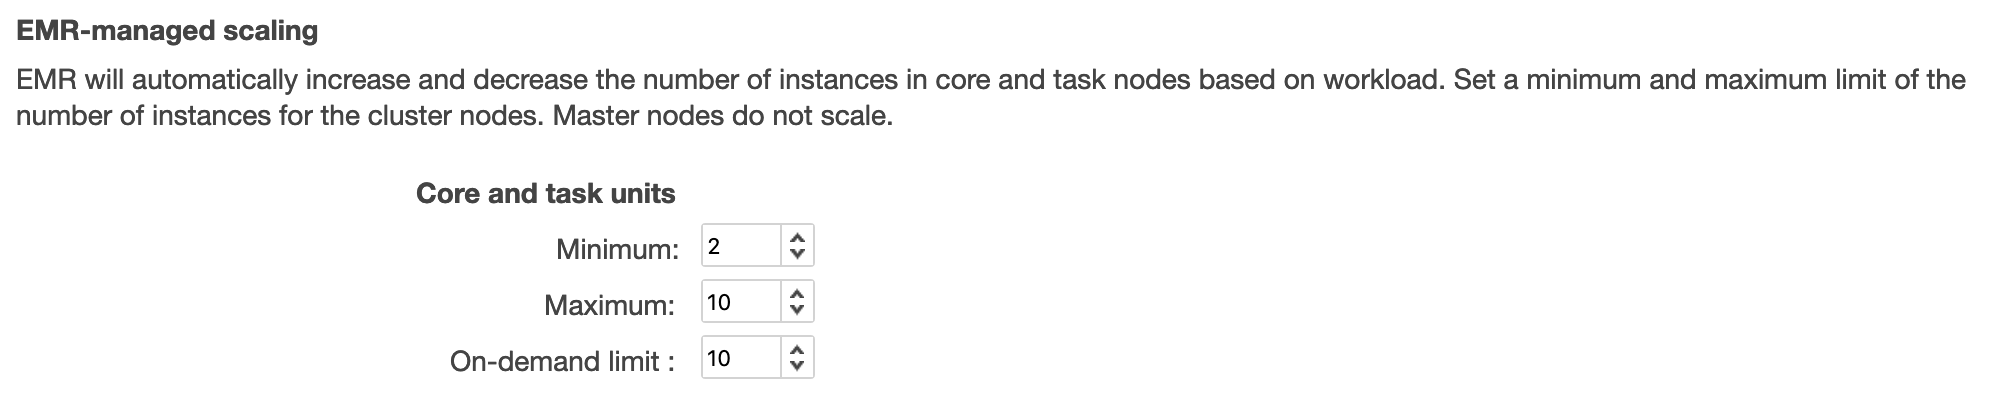 EMR-managed scaling
EMR will automatically increase and decrease the number of instances in core and task nodes based on workload. Set a minimum and maximum limit of the
number of instances for the cluster nodes. Master nodes do not scale.
Core and task units
Minimum: 2
Maximum: 10
On-demand limit : 10